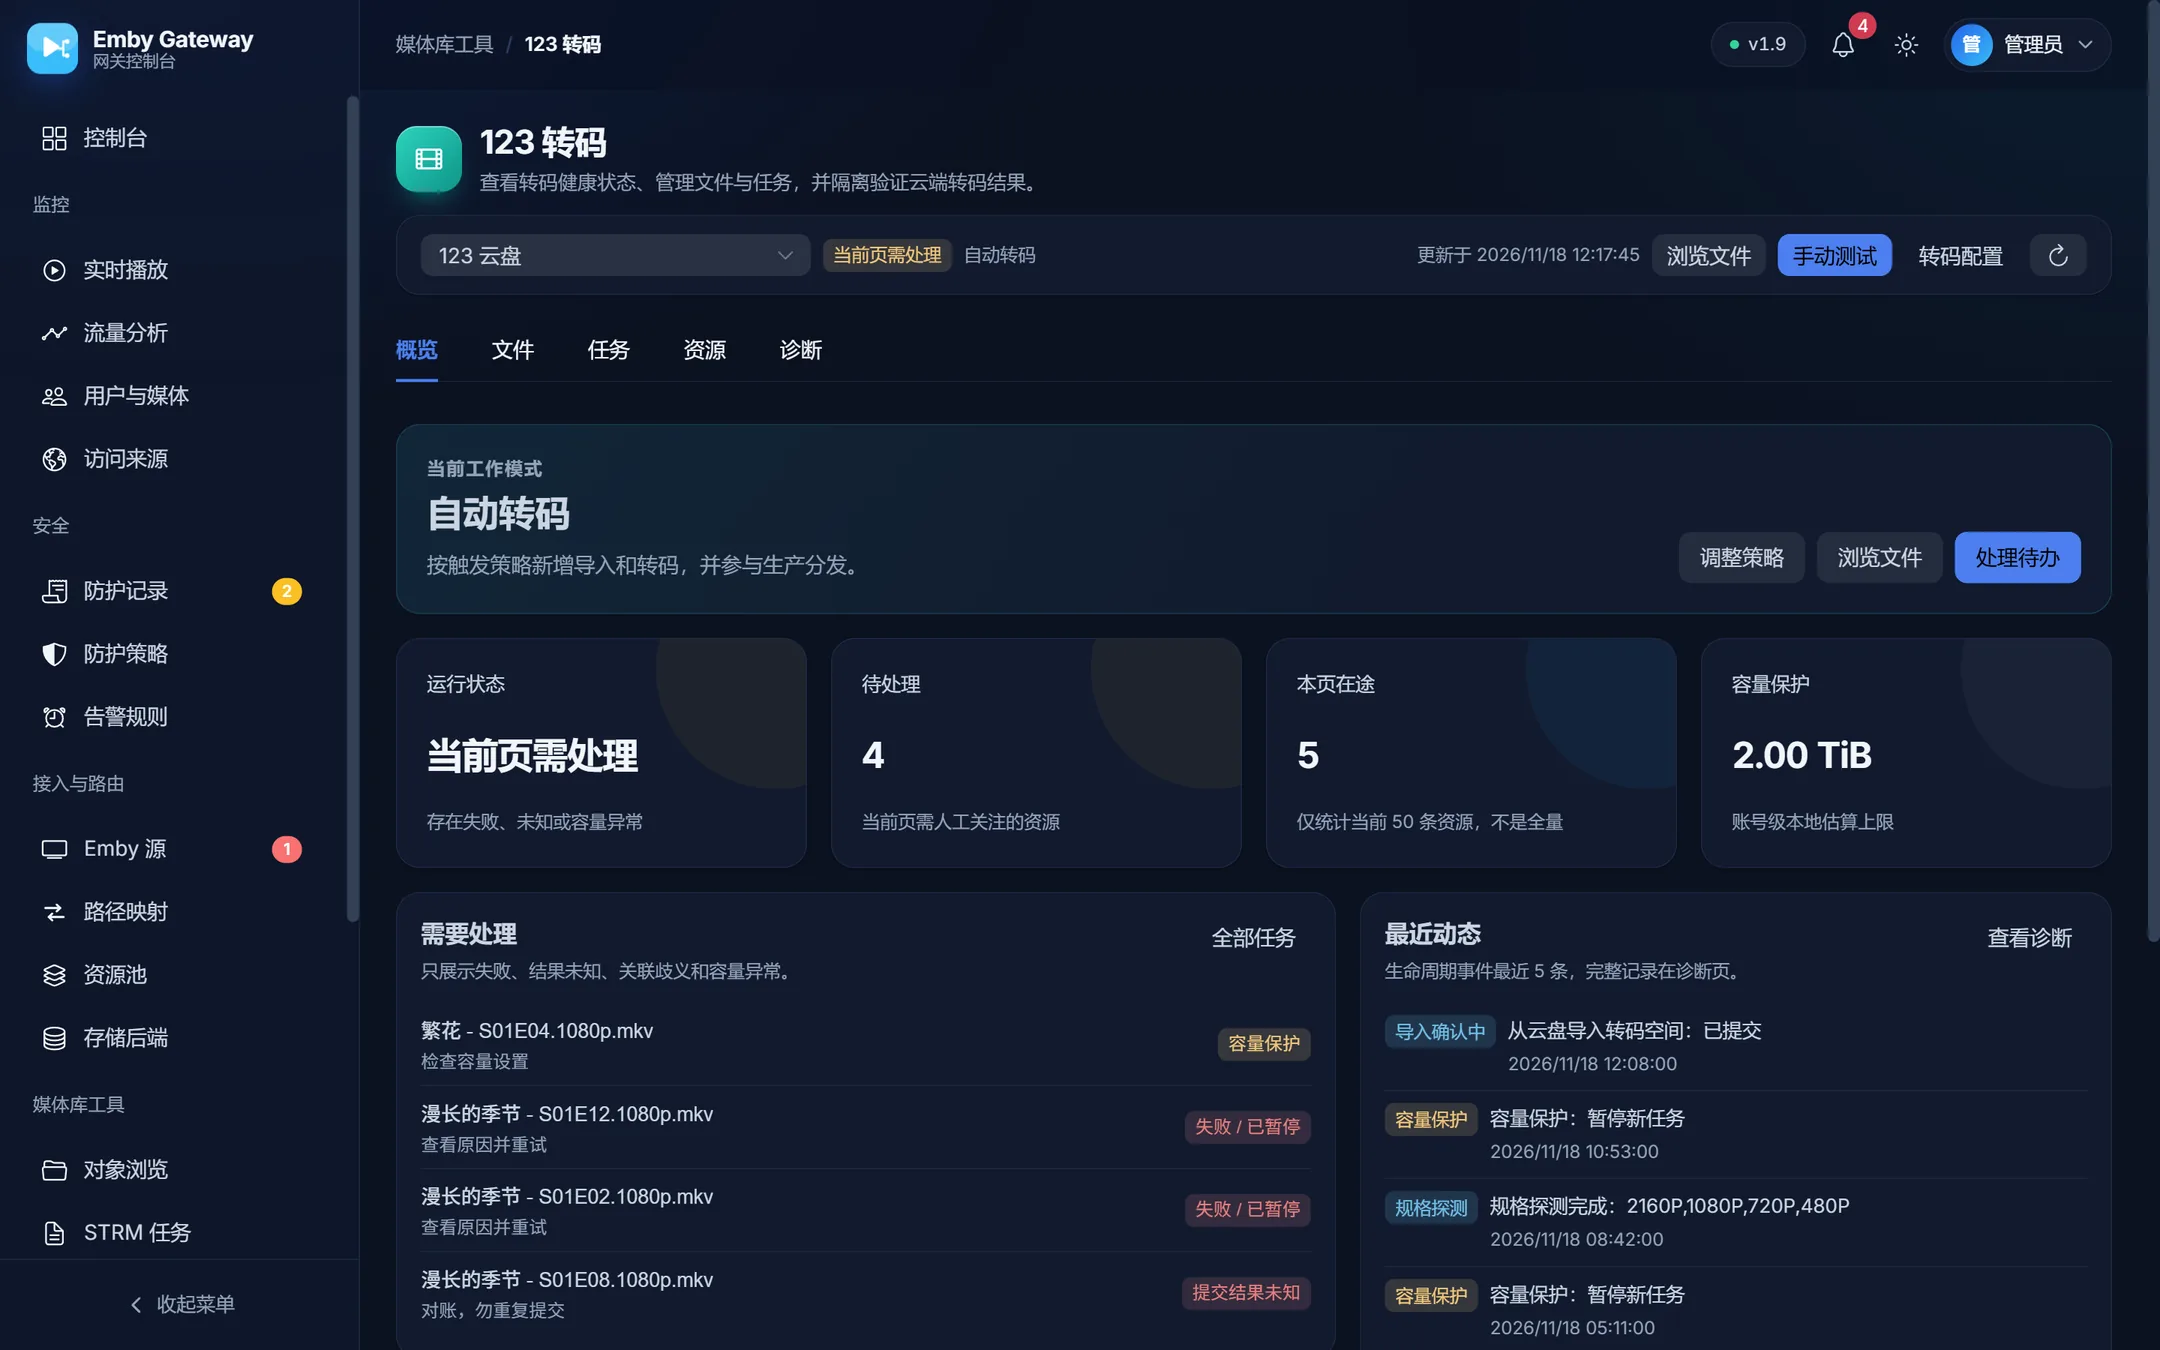 Emby Gateway
网关控制台
控制台
监控
实时播放
流量分析
用户与媒体
访问来源
安全
防护记录 2
防护策略
告警规则
接入与路由
Emby 源 1
路径映射
资源池
存储后端
媒体库工具
对象浏览
STRM 任务
收起菜单
媒体库工具 / 123 转码
v1.9
4
管 管理员
123 转码
查看转码健康状态、管理文件与任务，并隔离验证云端转码结果。
123 云盘 当前页需处理 自动转码
更新于 2026/11/18 12:17:45 浏览文件 手动测试 转码配置
概览 文件 任务 资源 诊断
当前工作模式
自动转码
按触发策略新增导入和转码，并参与生产分发。
调整策略 浏览文件 处理待办
运行状态
当前页需处理
存在失败、未知或容量异常
待处理
4
当前页需人工关注的资源
本页在途
5
仅统计当前 50 条资源，不是全量
容量保护
2.00 TiB
账号级本地估算上限
需要处理
全部任务
只展示失败、结果未知、关联歧义和容量异常。
繁花 - S01E04.1080p.mkv
检查容量设置
容量保护
漫长的季节 - S01E12.1080p.mkv
查看原因并重试
失败 / 已暂停
漫长的季节 - S01E02.1080p.mkv
查看原因并重试
失败 / 已暂停
漫长的季节 - S01E08.1080p.mkv
对账，勿重复提交
提交结果未知
最近动态
查看诊断
生命周期事件最近 5 条，完整记录在诊断页。
导入确认中 从云盘导入转码空间：已提交
2026/11/18 12:08:00
容量保护 容量保护：暂停新任务
2026/11/18 10:53:00
规格探测 规格探测完成：2160P,1080P,720P,480P
2026/11/18 08:42:00
容量保护 容量保护：暂停新任务
2026/11/18 05:11:00